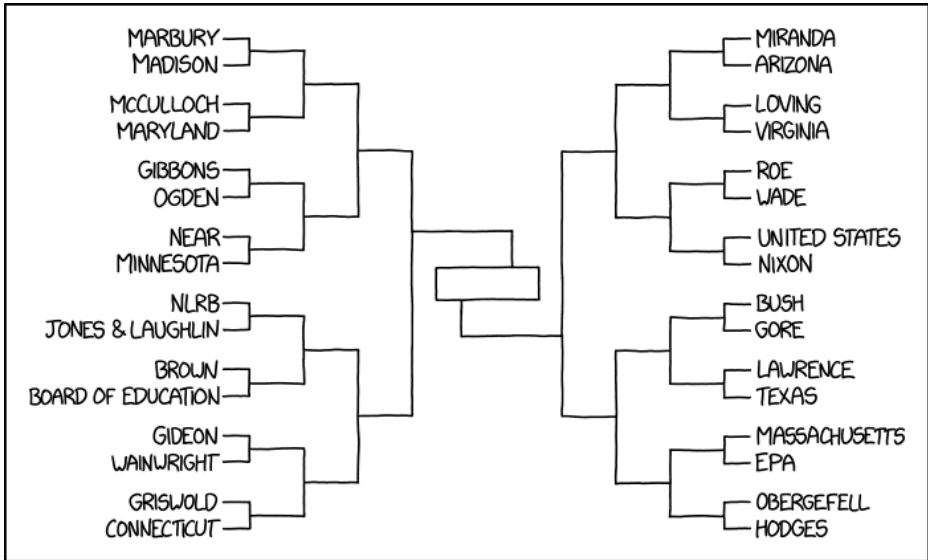 MARBURY
MADISON
MCCULLOCH
MARYLAND
GIBBONS
OGDEN
NEAR
MINNESOTA
NLRB
JONES & LAUGHLIN
BROWN
BOARD OF EDUCATION
GIDEON
WAINWRIGHT
GRISWOLD
CONNECTICUT
MIRANDA
ARIZONA
LOVING
VIRGINIA
ROE
WADE
UNITED STATES
NIXON
BUSH
GORE
LAWRENCE
TEXAS
MASSACHUSETTS
EPA
OBERGEFELL
HODGES